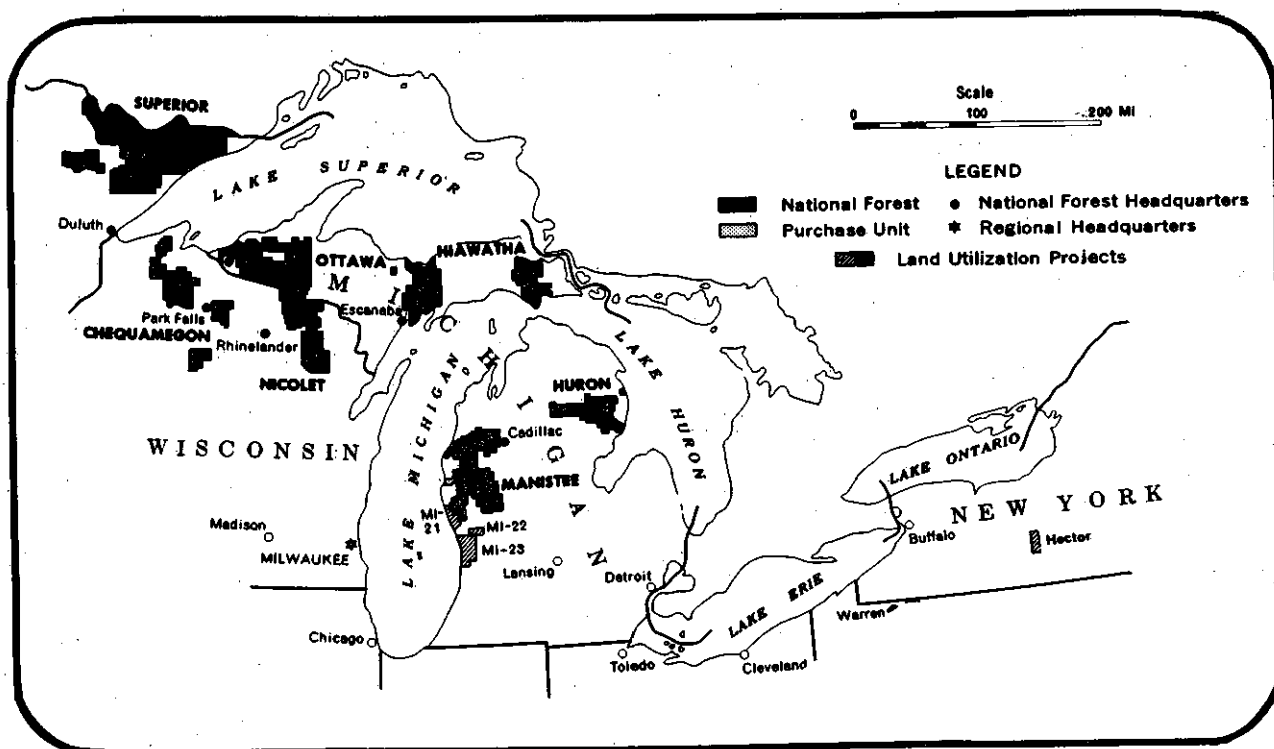 SUPERIOR
Scale
0 100 200 MI
LEGEND
National Forest
National Forest Headquarters
Purchase Unit
Regional Headquarters
Land Utilization Projects
LAKE SUPERIOR
Duluth
OTTAWA
HIAWATHA
MICHIGAN
Escanaba
Park Falls
CHEQUAMEGON
Rhinelander
NICOLET
LAKE HURON
HURON
WISCONSIN
LAKE MICHIGAN
Cadillac
MANISTEE
MI-
21
MI-22
MI-23
Madison
MILWAUKEE
Lansing
Detroit
LAKE ONTARIO
NEW YORK
Buffalo
Hector
LAKE ERIE
Warren
Chicago
Toledo
Cleveland